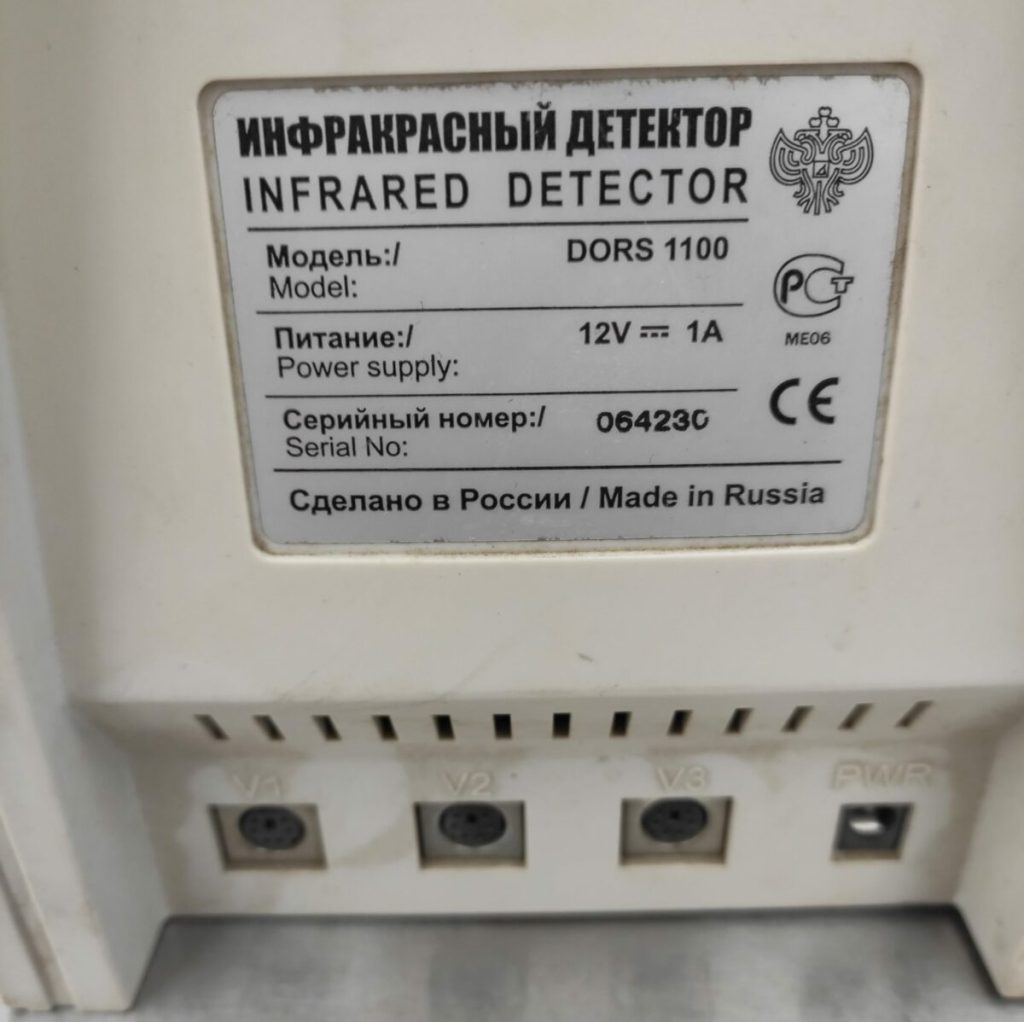 ИНФРАКРАСНЫЙ ДЕТЕКТОР
INFRARED DETECTOR
Модель:/ DORS 1100
Model:
Питание:/ 12V 1A
Power supply:
Серийный номер:/ 064230
Serial No:
Сделано в России / Made in Russia
РСТ
ME06
CE
V1 V2 V3 PWR